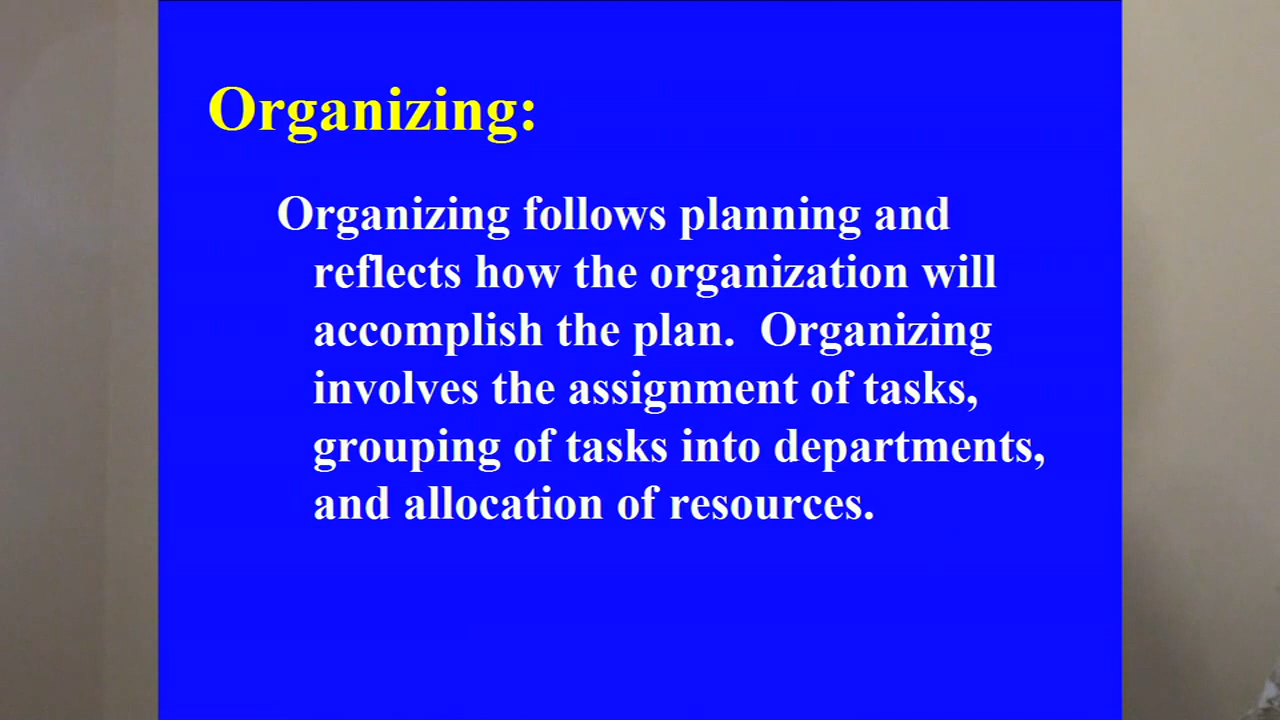 Organizing:
Organizing follows planning and
reflects how the organization will
accomplish the plan.  Organizing
involves the assignment of tasks,
grouping of tasks into departments,
and allocation of resources.